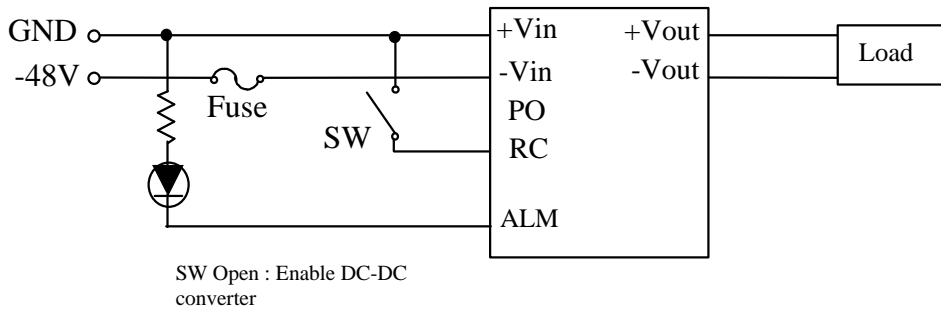 GND
+Vin
+Vout
Load
-48V
-Vin
-Vout
Fuse
PO
SW
RC
ALM
SW Open : Enable DC-DC
converter